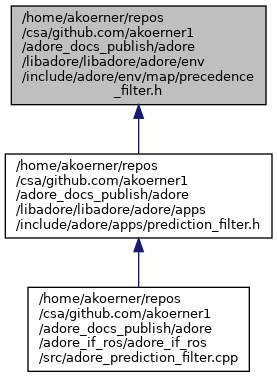 /home/akoerner/repos
/csa/github.com/akoerner1
/adore_docs_publish/adore
/libadore/libadore/adore/env
/include/adore/env/map/precedence
_filter.h
/home/akoerner/repos
/csa/github.com/akoerner1
/adore_docs_publish/adore
/libadore/libadore/adore/apps
/include/adore/apps/prediction_filter.h
/home/akoerner/repos
/csa/github.com/akoerner1
/adore_docs_publish/adore
/adore_if_ros/adore_if_ros
/src/adore_prediction_filter.cpp